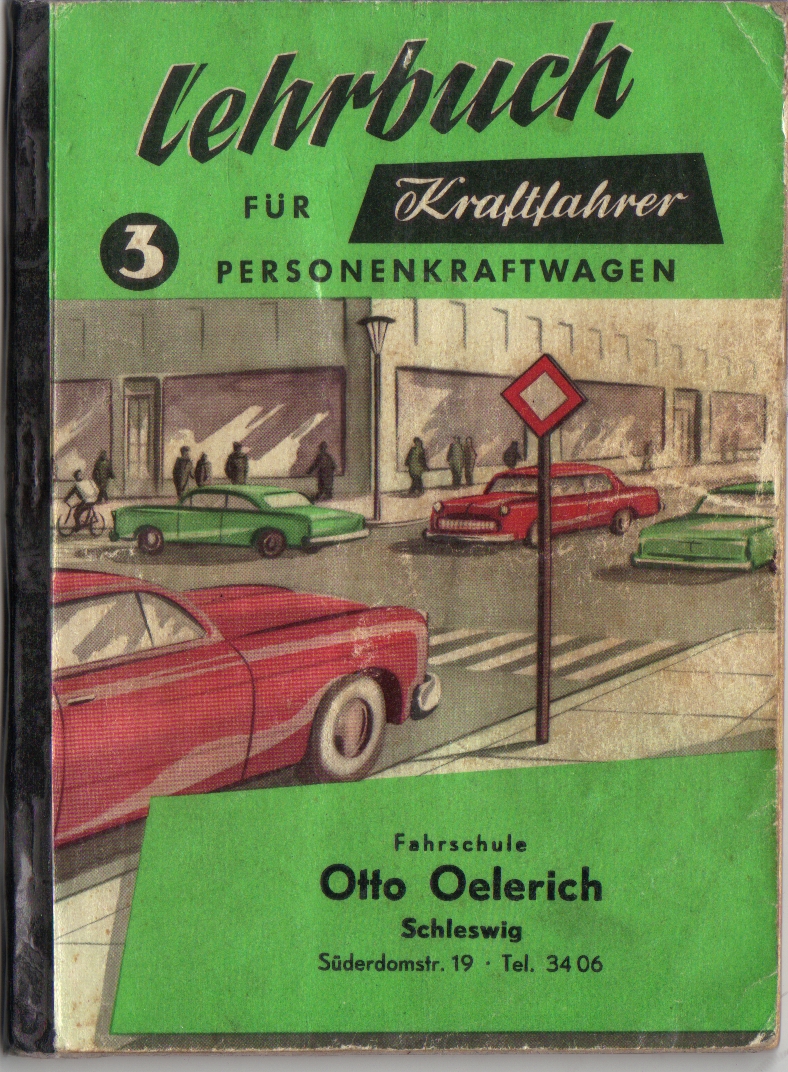 Lehrbuch
FÜR Kraftfahrer
3 PERSONENKRAFTWAGEN
Fahrschule
Otto Oelerich
Schleswig
Süderdomstr. 19 · Tel. 34 06